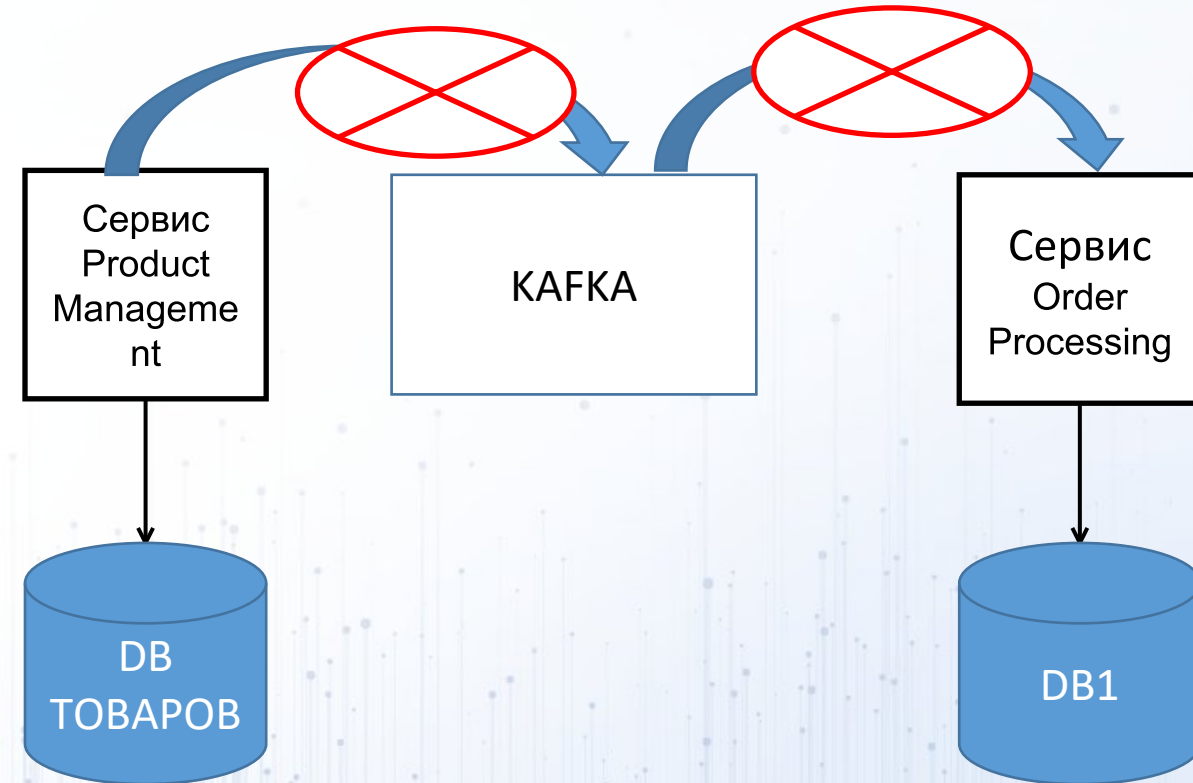 Сервис
Product
Manageme
nt
KAFKA
Сервис
Order
Processing
DB
ТОВАРОВ
DB1